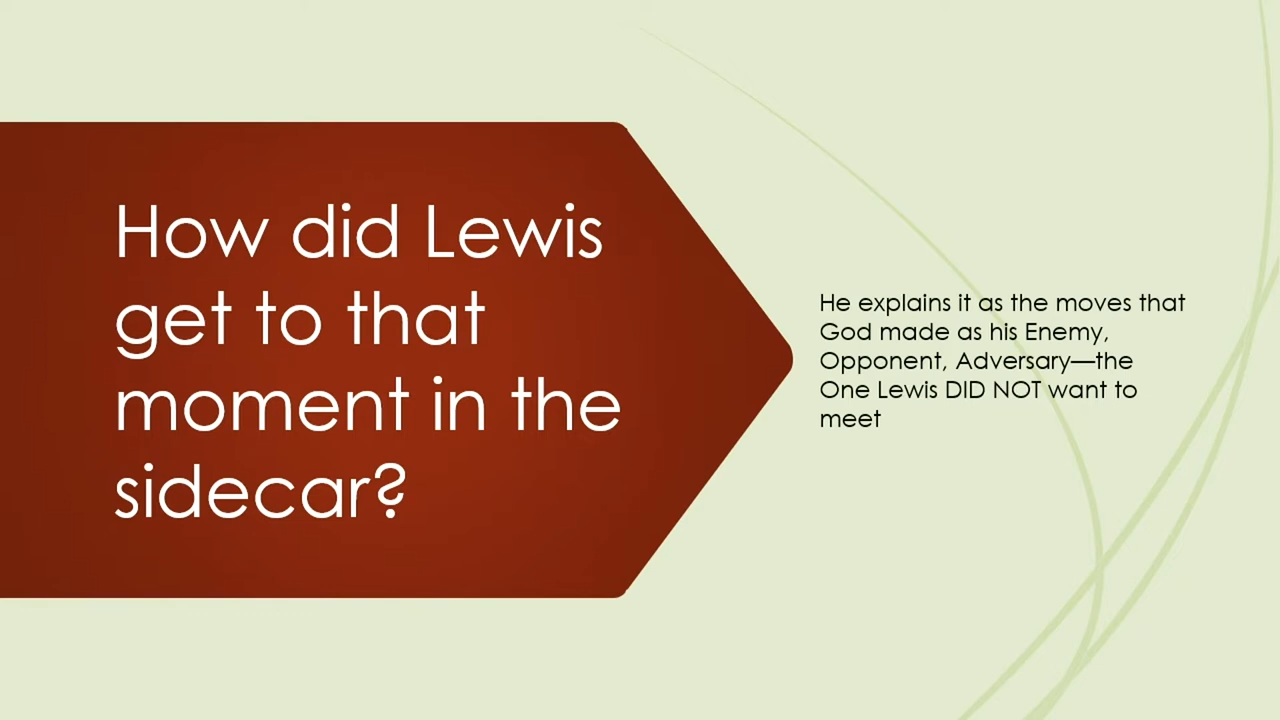 How did Lewis
get to that
moment in the
sidecar?
He explains it as the moves that
God made as his Enemy,
Opponent, Adversary—the
One Lewis DID NOT want to
meet